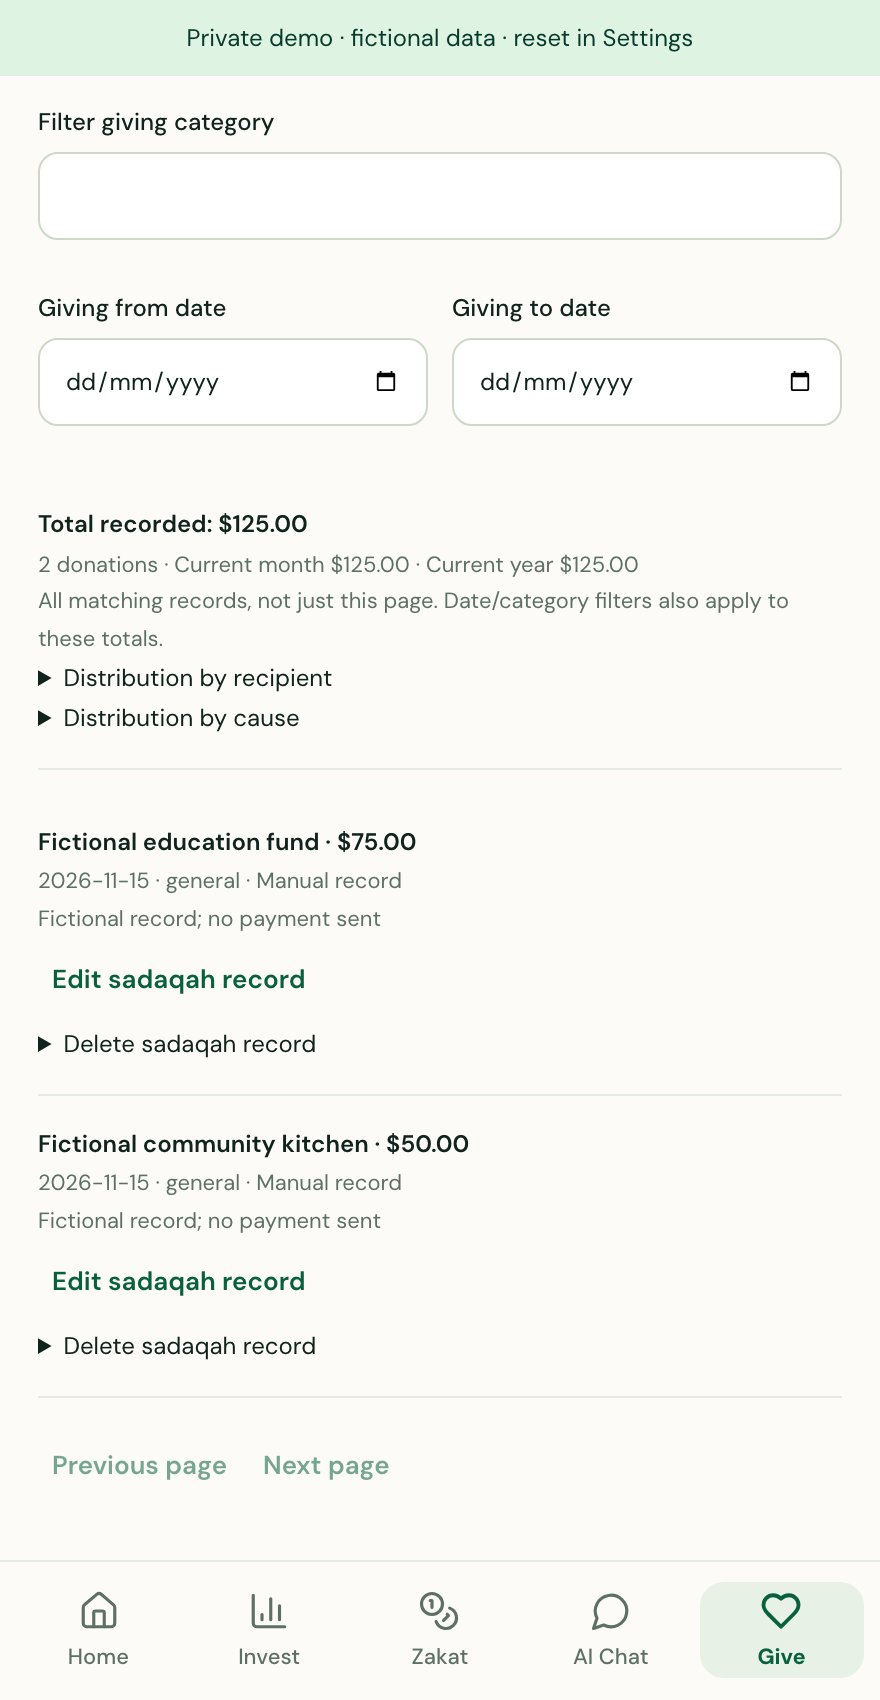 Private demo · fictional data · reset in Settings
Filter giving category
Giving from date
Giving to date
dd/mm/yyyy
dd/mm/yyyy
Total recorded: $125.00
2 donations · Current month $125.00 · Current year $125.00
All matching records, not just this page. Date/category filters also apply to
these totals.
Distribution by recipient
Distribution by cause
Fictional education fund · $75.00
2026-11-15 · general · Manual record
Fictional record; no payment sent
Edit sadaqah record
Delete sadaqah record
Fictional community kitchen · $50.00
2026-11-15 · general · Manual record
Fictional record; no payment sent
Edit sadaqah record
Delete sadaqah record
Previous page
Next page
Home
Invest
Zakat
AI Chat
Give